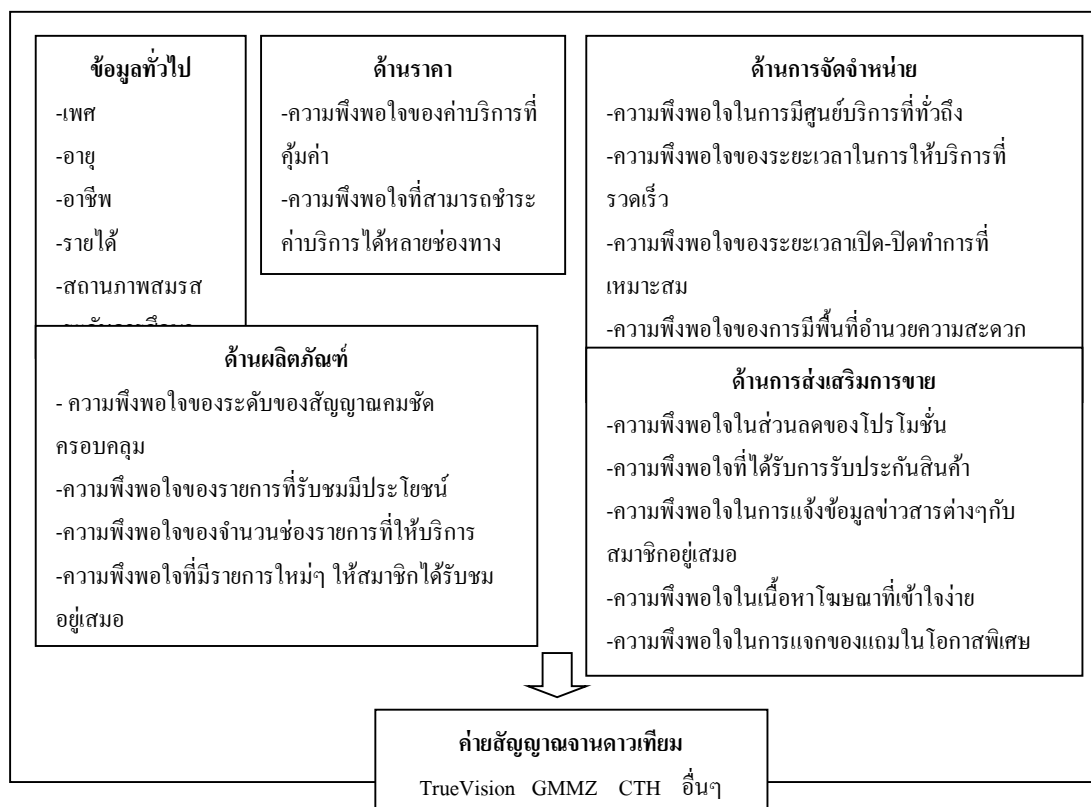 ข้อมูลทั่วไป
-เพศ
-อายุ
-อาชีพ
-รายได้
-สถานภาพสมรส
ด้านราคา
-ความพึงพอใจของค่าบริการที่
คุ้มค่า
-ความพึงพอใจที่สามารถชำระ
ค่าบริการได้หลายช่องทาง
ด้านการจัดจำหน่าย
-ความพึงพอใจในการมีศูนย์บริการที่ทั่วถึง
-ความพึงพอใจของระยะเวลาในการให้บริการที่
รวดเร็ว
-ความพึงพอใจของระยะเวลาเปิด-ปิดทำการที่
เหมาะสม
-ความพึงพอใจของการมีพื้นที่อำนวยความสะดวก
ด้านผลิตภัณฑ์
- ความพึงพอใจของระดับของสัญญาณคมชัด
ครอบคลุม
-ความพึงพอใจของรายการที่รับชมมีประโยชน์
-ความพึงพอใจของจำนวนช่องรายการที่ให้บริการ
-ความพึงพอใจที่มีรายการใหม่ๆ ให้สมาชิกได้รับชม
อยู่เสมอ
ด้านการส่งเสริมการขาย
-ความพึงพอใจในส่วนลดของโปรโมชั่น
-ความพึงพอใจที่ได้รับการรับประกันสินค้า
-ความพึงพอใจในการแจ้งข้อมูลข่าวสารต่างๆกับ
สมาชิกอยู่เสมอ
-ความพึงพอใจในเนื้อหาโฆษณาที่เข้าใจง่าย
-ความพึงพอใจในการแจกของแถมในโอกาสพิเศษ
ค่ายสัญญาณจานดาวเทียม
TrueVision GMMZ CTH อื่นๆ